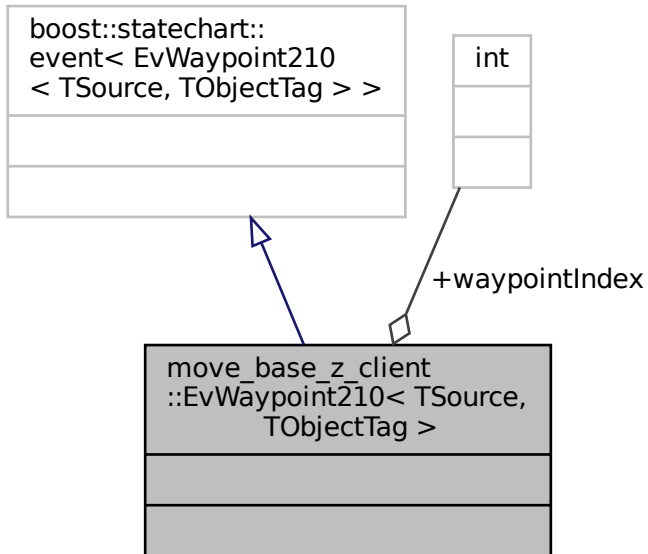 boost::statechart::
event< EvWaypoint210
< TSource, TObjectTag > >
int
+waypointIndex
move_base_z_client
::EvWaypoint210< TSource,
TObjectTag >